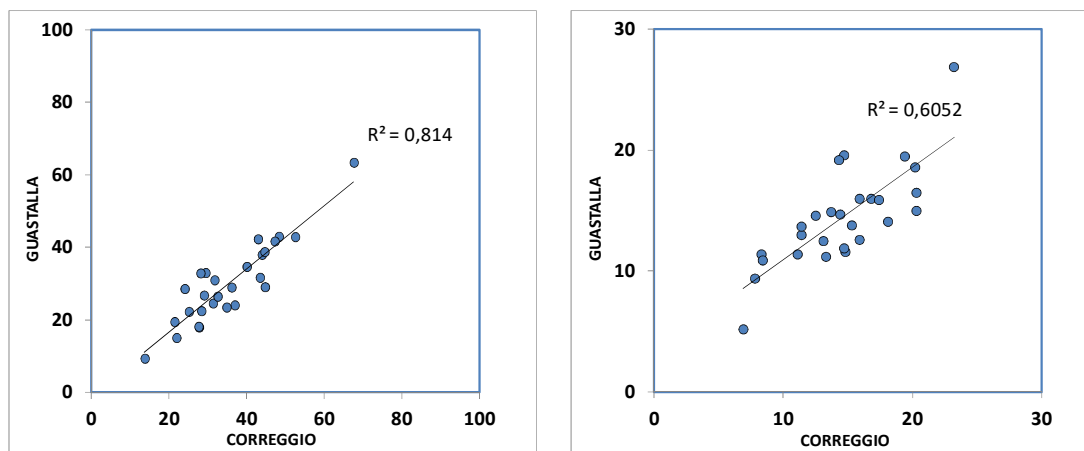 100
80
60
40
20
0
GUASTALLA
R² = 0,814
0 20 40 60 80 100
CORREGGIO
30
20
10
0
GUASTALLA
R² = 0,6052
0 10 20 30
CORREGGIO